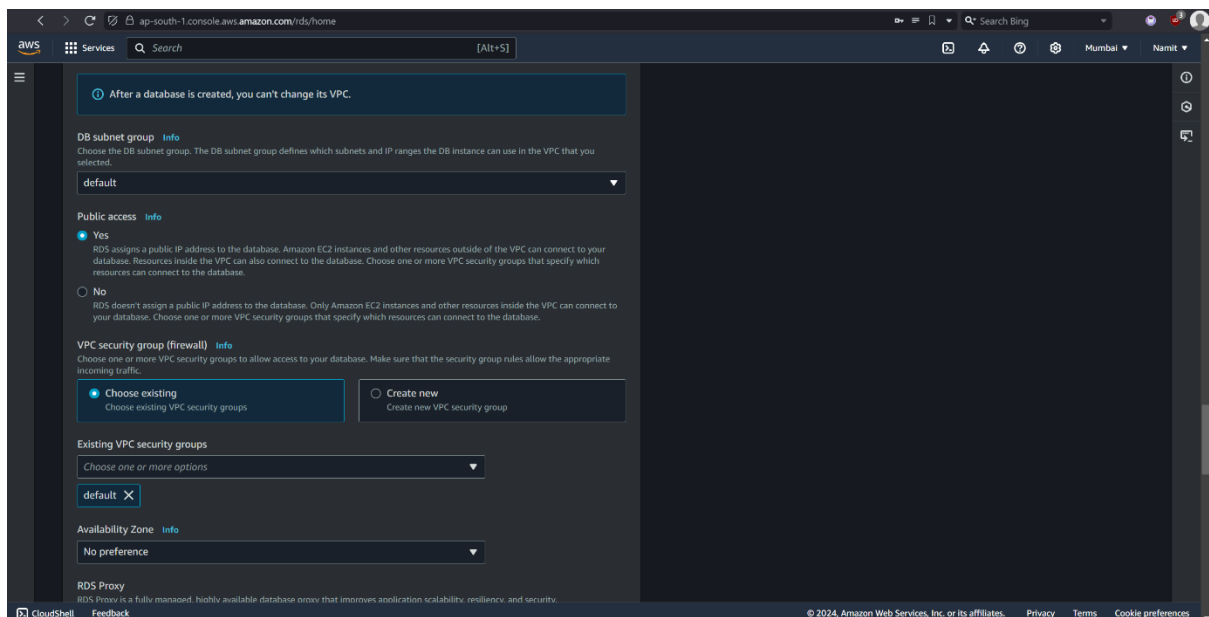 ap-south-1.console.aws.amazon.com/rds/home
Search Bing
3
aws
Services
Search
[Alt+S]
Mumbai
Namit
After a database is created, you can't change its VPC.
DB subnet group Info
Choose the DB subnet group. The DB subnet group defines which subnets and IP ranges the DB instance can use in the VPC that you
selected.
default
Public access Info
Yes
RDS assigns a public IP address to the database. Amazon EC2 instances and other resources outside of the VPC can connect to your
database. Resources inside the VPC can also connect to the database. Choose one or more VPC security groups that specify which
resources can connect to the database.
No
RDS doesn't assign a public IP address to the database. Only Amazon EC2 instances and other resources inside the VPC can connect to
your database. Choose one or more VPC security groups that specify which resources can connect to the database.
VPC security group (firewall) Info
Choose one or more VPC security groups to allow access to your database. Make sure that the security group rules allow the appropriate
incoming traffic.
Choose existing
Choose existing VPC security groups
Create new
Create new VPC security group
Existing VPC security groups
Choose one or more options
default
Availability Zone Info
No preference
RDS Proxy
RDS Proxy is a fully managed, highly available database proxy that improves application scalability, resiliency, and security.
CloudShell Feedback
© 2024, Amazon Web Services, Inc. or its affiliates. Privacy Terms Cookie preferences